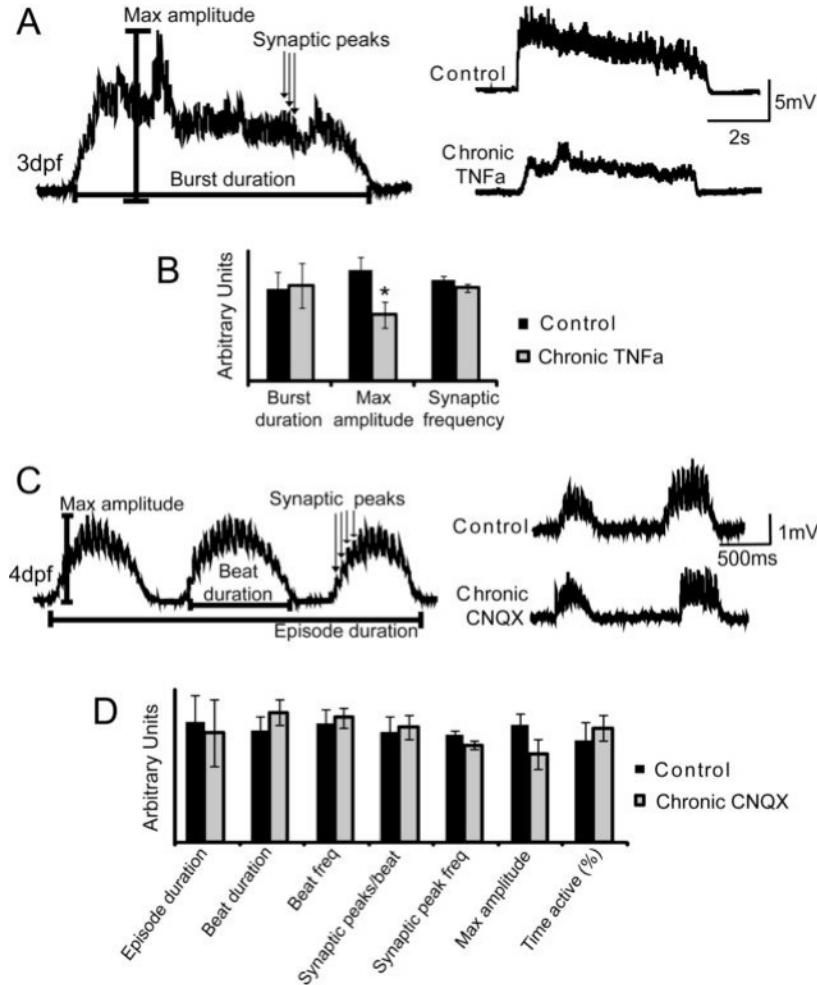 A
Max amplitude
Synaptic peaks
3dpf
Burst duration
Control
5mV
2s
Chronic
TNFa
B
Arbitrary Units
*
Control
Chronic TNFa
Burst
duration
Max
amplitude
Synaptic
frequency
C
Max amplitude
Synaptic peaks
4dpf
Beat
duration
Episode duration
Control
1mV
500ms
Chronic
CNQX
D
Arbitrary Units
Control
Chronic CNQX
Episode duration
Beat duration
Beat freq
Synaptic peaks/beat
Synaptic peak freq
Max amplitude
Time active (%)